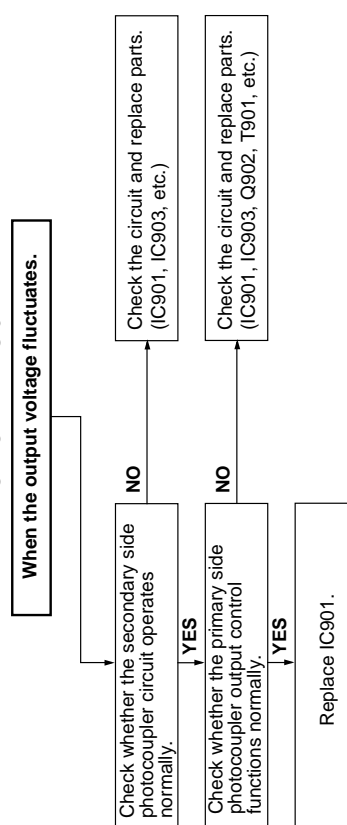 When the output voltage fluctuates.
Check whether the secondary side
photocoupler circuit operates
normally.
NO
Check the circuit and replace parts.
(IC901, IC903, etc.)
YES
Check whether the primary side
photocoupler output control
functions normally.
NO
Check the circuit and replace parts.
(IC901, IC903, Q902, T901, etc.)
YES
Replace IC901.